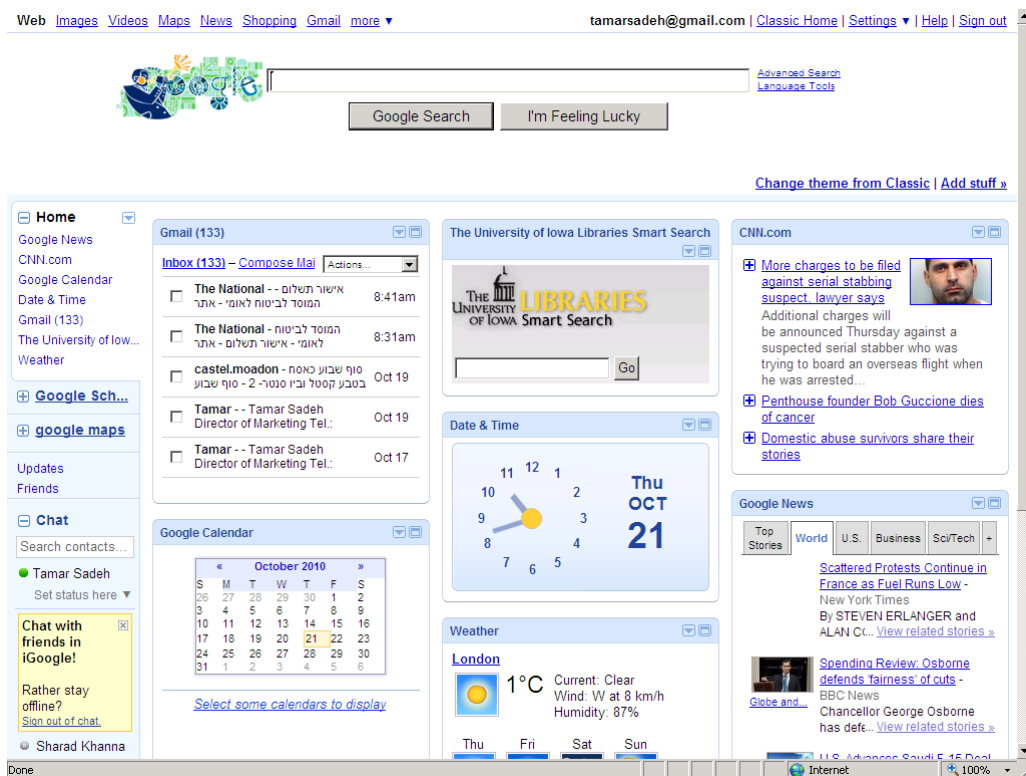 Web Images Videos Maps News Shopping Gmail more ▼
tamarsadeh@gmail.com | Classic Home | Settings ▼ | Help | Sign out
Google
Advanced Search
Language Tools
Google Search
I'm Feeling Lucky
Change theme from Classic | Add stuff »
Home
Google News
CNN.com
Google Calendar
Date & Time
Gmail (133)
The University of Iow...
Weather
Google Sch...
google maps
Updates
Friends
Chat
Search contacts...
Tamar Sadeh
Set status here ▼
Chat with
friends in
iGoogle!
Rather stay
offline?
Sign out of chat.
Sharad Khanna
Gmail (133)
Inbox (133) – Compose Mai
Actions...
The National - - אישור תשלום
המוסד לביטוח לאומי - אתר
8:41am
The National - המוסד לביטוח
לאומי - אישור תשלום - אתר
8:31am
castel.moadon - סוף שבוע כאסח
בטבע קסטל וביו סנטר- 2 - סוף שבוע
Oct 19
Tamar - - Tamar Sadeh
Director of Marketing Tel.:
Oct 19
Tamar - - Tamar Sadeh
Director of Marketing Tel.:
Oct 17
Google Calendar
« October 2010 »
S M T W T F S
26 27 28 29 30 1 2
3 4 5 6 7 8 9
10 11 12 13 14 15 16
17 18 19 20 21 22 23
24 25 26 27 28 29 30
31 1 2 3 4 5 6
Select some calendars to display
The University of Iowa Libraries Smart Search
THE UNIVERSITY OF IOWA LIBRARIES
Smart Search
Go
Date & Time
12
1
2
3
4
5
6
7
8
9
10
11
Thu
OCT
21
Weather
London
1°C
Current: Clear
Wind: W at 8 km/h
Humidity: 87%
Thu Fri Sat Sun
CNN.com
More charges to be filed
against serial stabbing
suspect, lawyer says
Additional charges will
be announced Thursday against a
suspected serial stabber who was
trying to board an overseas flight when
he was arrested...
Penthouse founder Bob Guccione dies
of cancer
Domestic abuse survivors share their
stories
Google News
Top Stories
World
U.S.
Business
Sci/Tech
+
Scattered Protests Continue in
France as Fuel Runs Low -
New York Times
By STEVEN ERLANGER and
ALAN C(... View related stories »
Spending Review: Osborne
defends 'fairness' of cuts -
BBC News
Chancellor George Osborne
has defe... View related stories »
Globe and...
U.S. Advances Saudi F-15 Deal
Done
Internet
100%